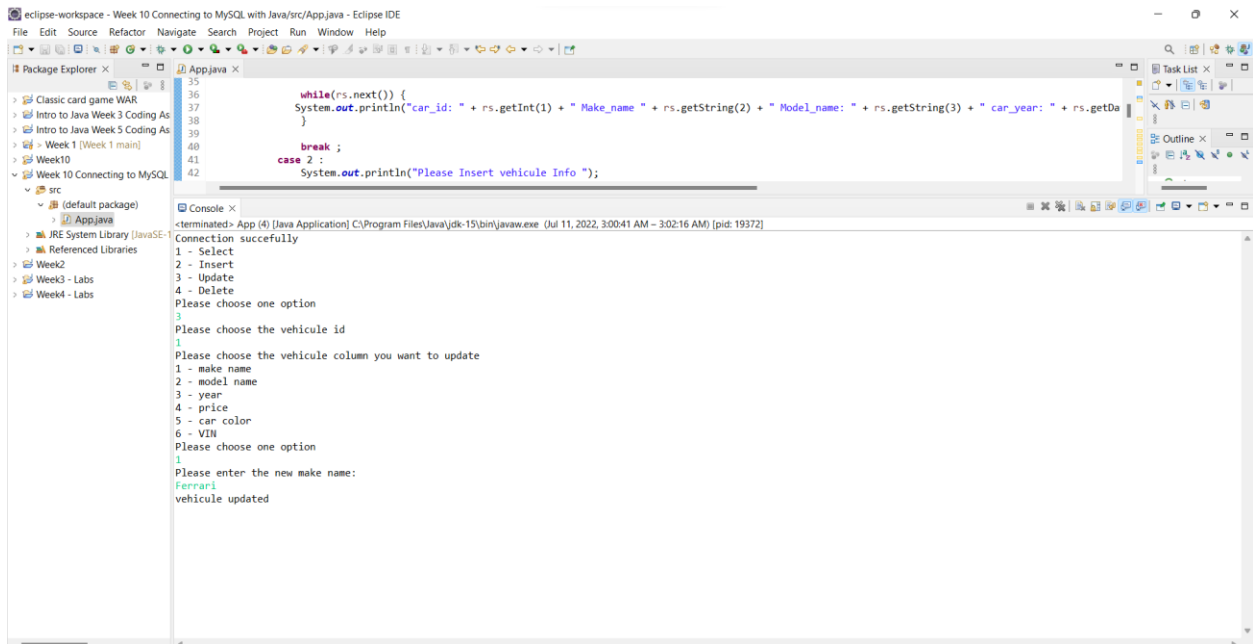 eclipse-workspace - Week 10 Connecting to MySQL with Java/src/App.java - Eclipse IDE
File Edit Source Refactor Navigate Search Project Run Window Help
Package Explorer
App.java
Task List
Classic card game WAR
Intro to Java Week 3 Coding As
Intro to Java Week 5 Coding As
> Week 1 [Week 1 main]
Week10
Week 10 Connecting to MySQL
src
(default package)
App.java
JRE System Library [JavaSE-1
Referenced Libraries
Week2
Week3 - Labs
Week4 - Labs
35
36 while(rs.next()) {
37 System.out.println("car_id: " + rs.getInt(1) + " Make_name " + rs.getString(2) + " Model_name: " + rs.getString(3) + " car_year: " + rs.getDa
38 }
39
40 break ;
41 case 2 :
42 System.out.println("Please Insert vehicule Info ");
Outline
Console
<terminated> App (4) [Java Application] C:\Program Files\Java\jdk-15\bin\javaw.exe (Jul 11, 2022, 3:00:41 AM – 3:02:16 AM) [pid: 19372]
Connection succefully
1 - Select
2 - Insert
3 - Update
4 - Delete
Please choose one option
3
Please choose the vehicule id
1
Please choose the vehicule column you want to update
1 - make name
2 - model name
3 - year
4 - price
5 - car color
6 - VIN
Please choose one option
1
Please enter the new make name:
Ferrari
vehicule updated